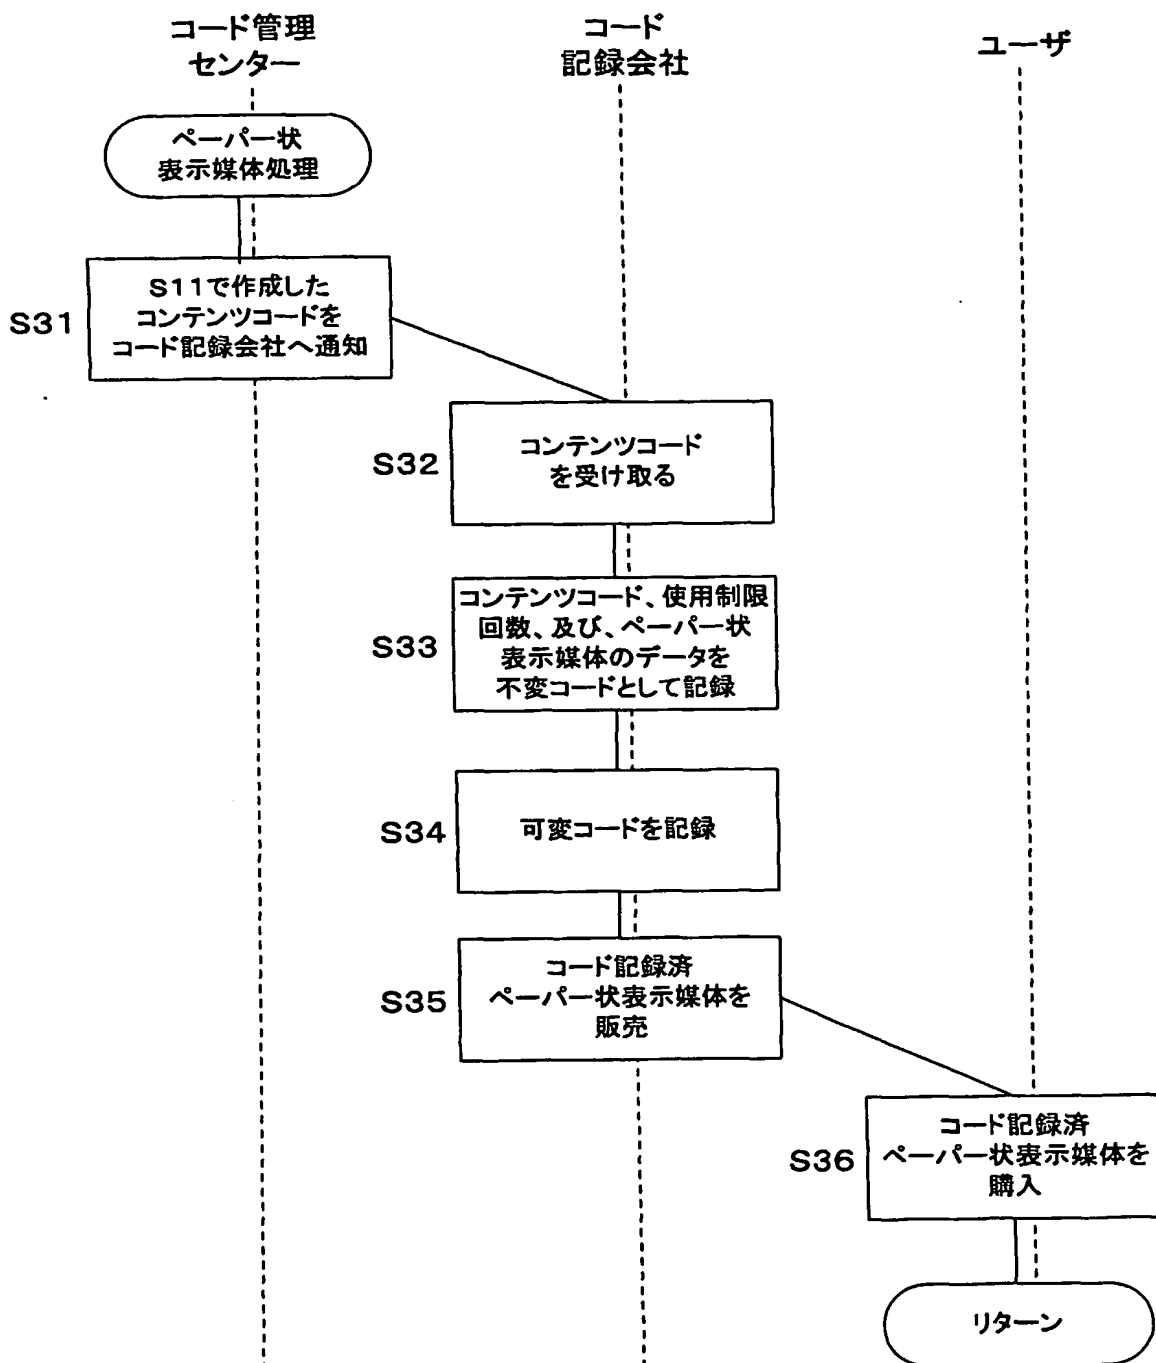 コード管理
センター
コード
記録会社
ユーザ
ペーパー状
表示媒体処理
S31
S11で作成した
コンテンツコードを
コード記録会社へ通知
S32
コンテンツコード
を受け取る
S33
コンテンツコード、使用制限
回数、及び、ペーパー状
表示媒体のデータを
不変コードとして記録
S34
可変コードを記録
S35
コード記録済
ペーパー状表示媒体を
販売
S36
コード記録済
ペーパー状表示媒体を
購入
リターン